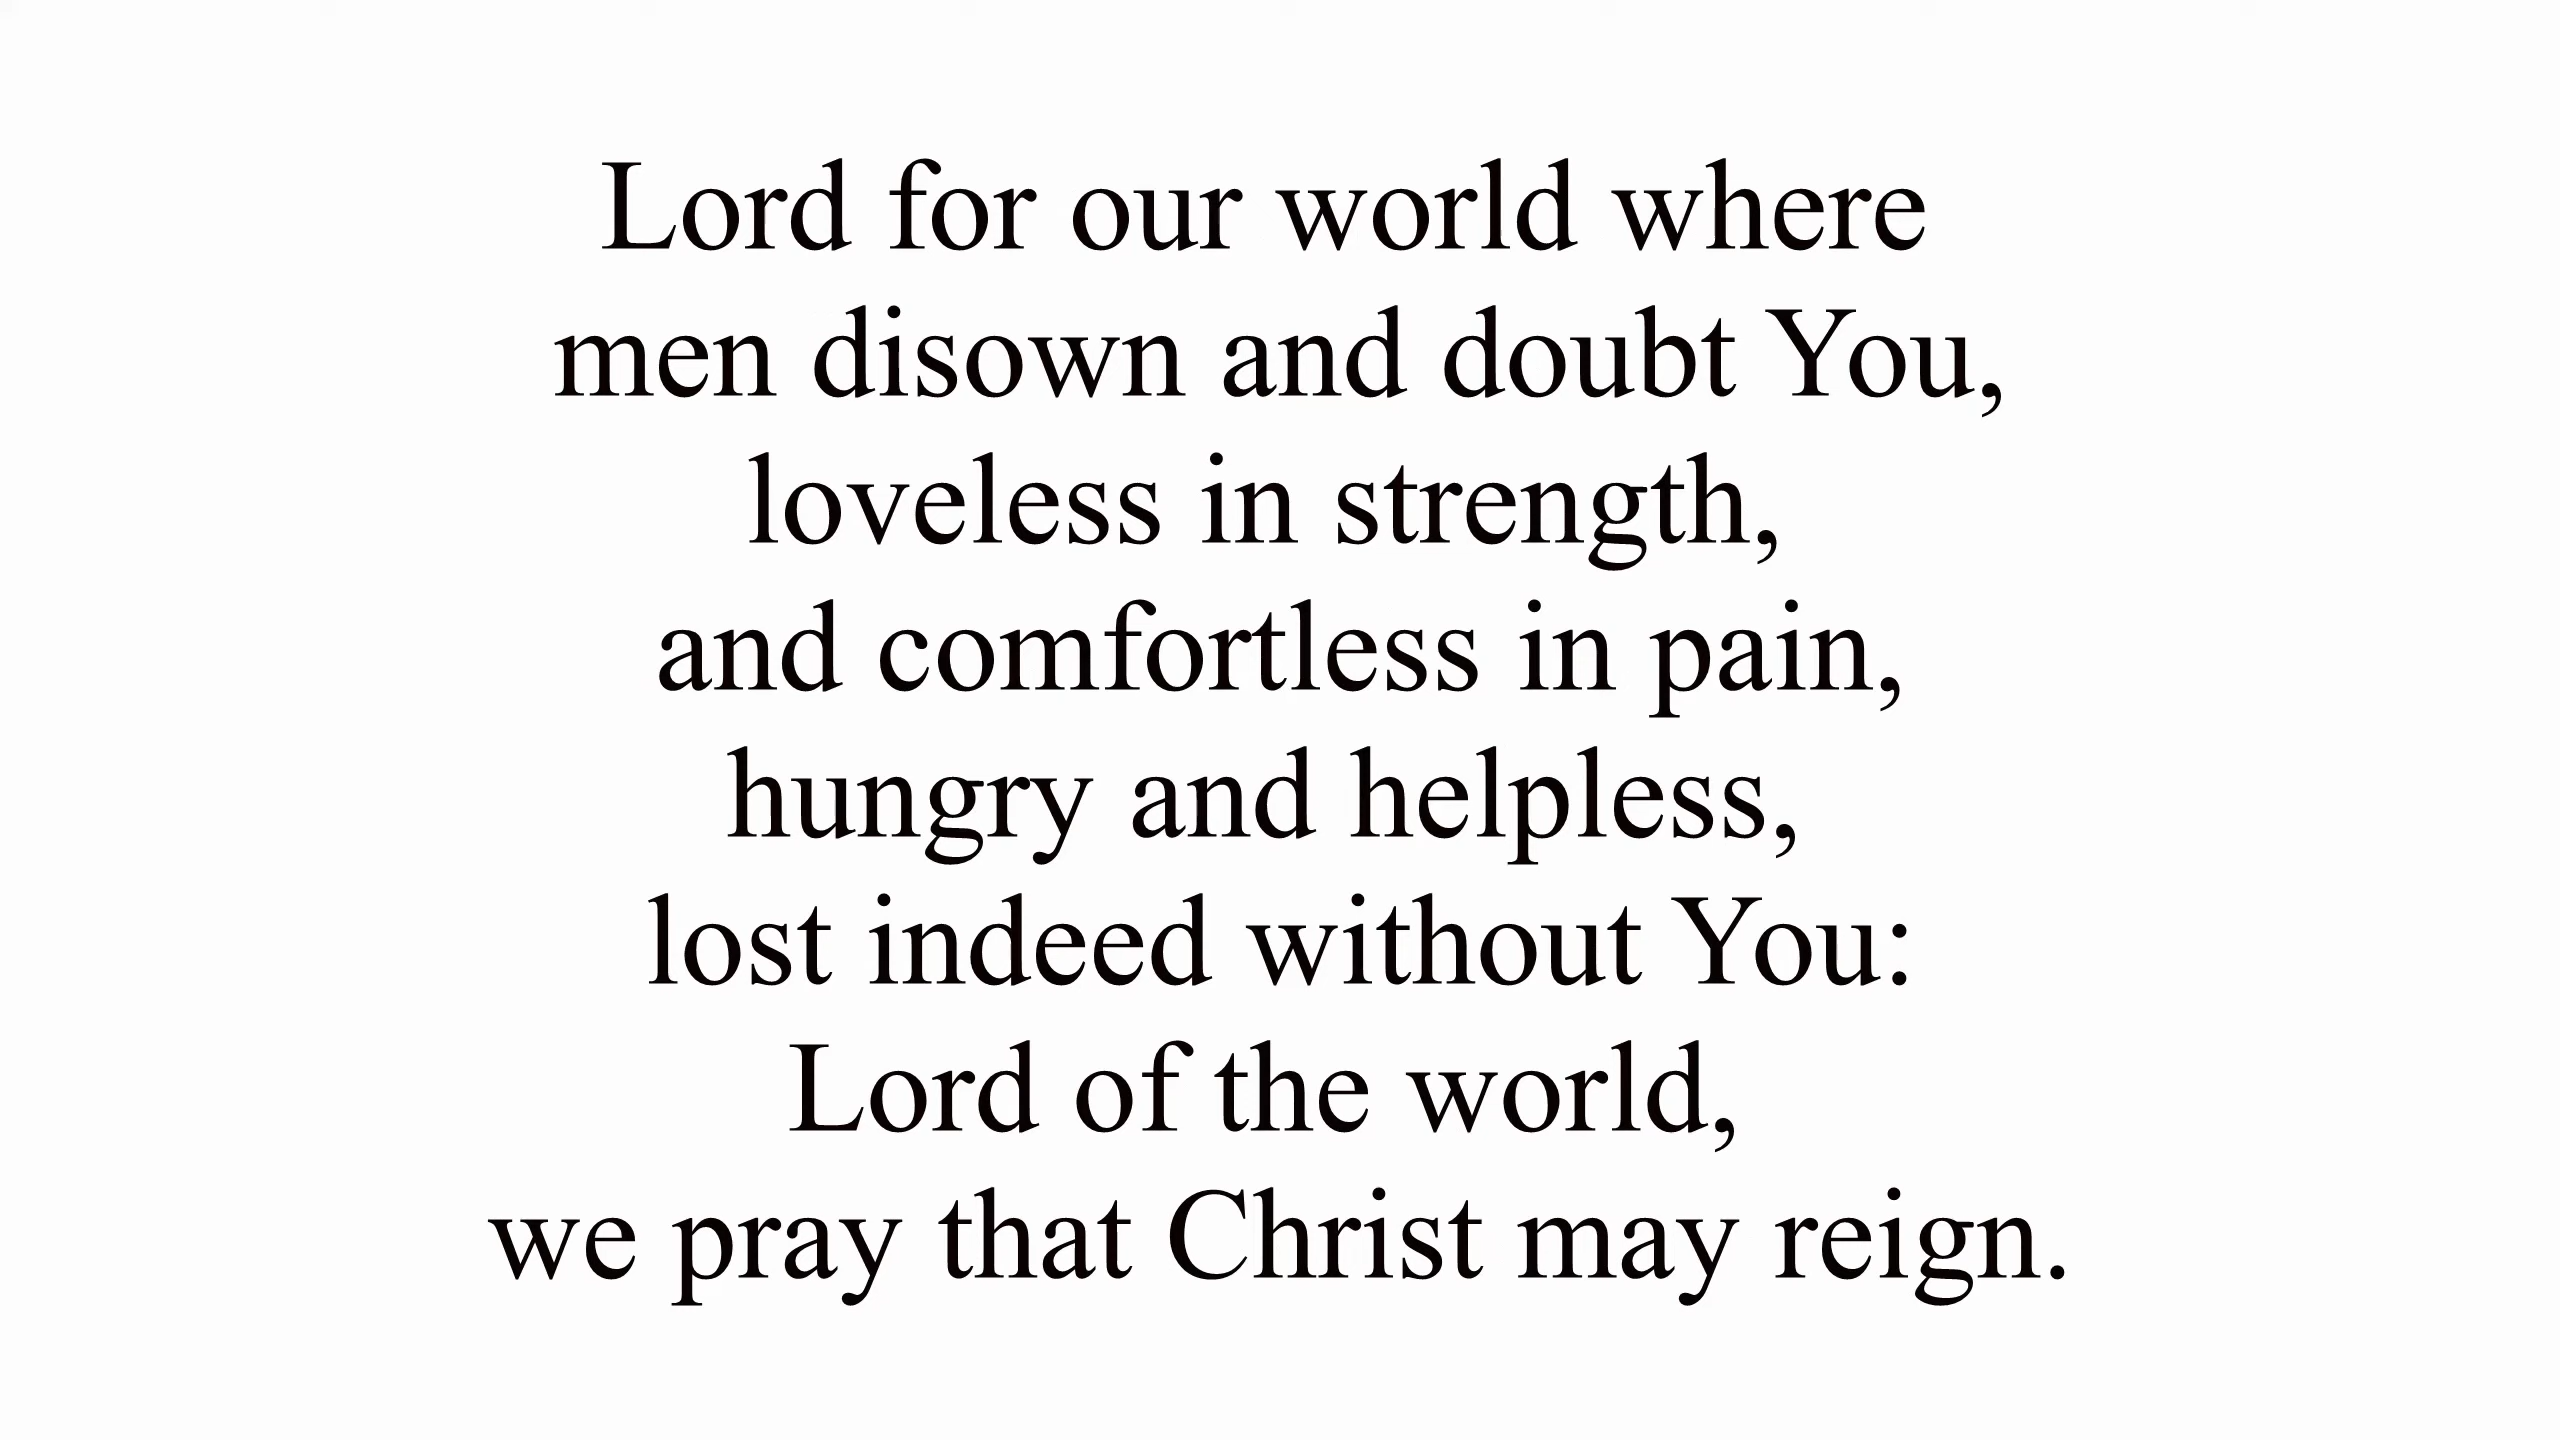 Lord for our world where
men disown and doubt You,
loveless in strength,
and comfortless in pain,
hungry and helpless,
lost indeed without You:
Lord of the world,
we pray that Christ may reign.